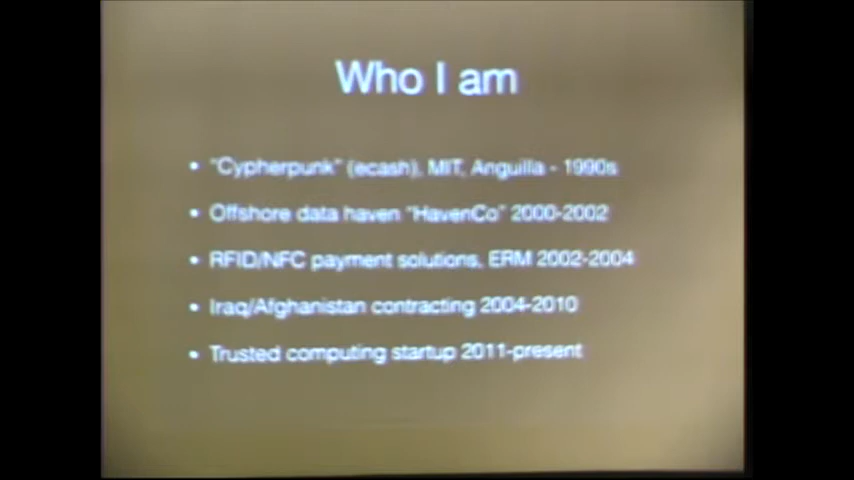 Who I am
• "Cypherpunk" (ecash), MIT, Anguilla - 1990s
• Offshore data haven "HavenCo" 2000-2002
• RFID/NFC payment solutions, ERM 2002-2004
• Iraq/Afghanistan contracting 2004-2010
• Trusted computing startup 2011-present